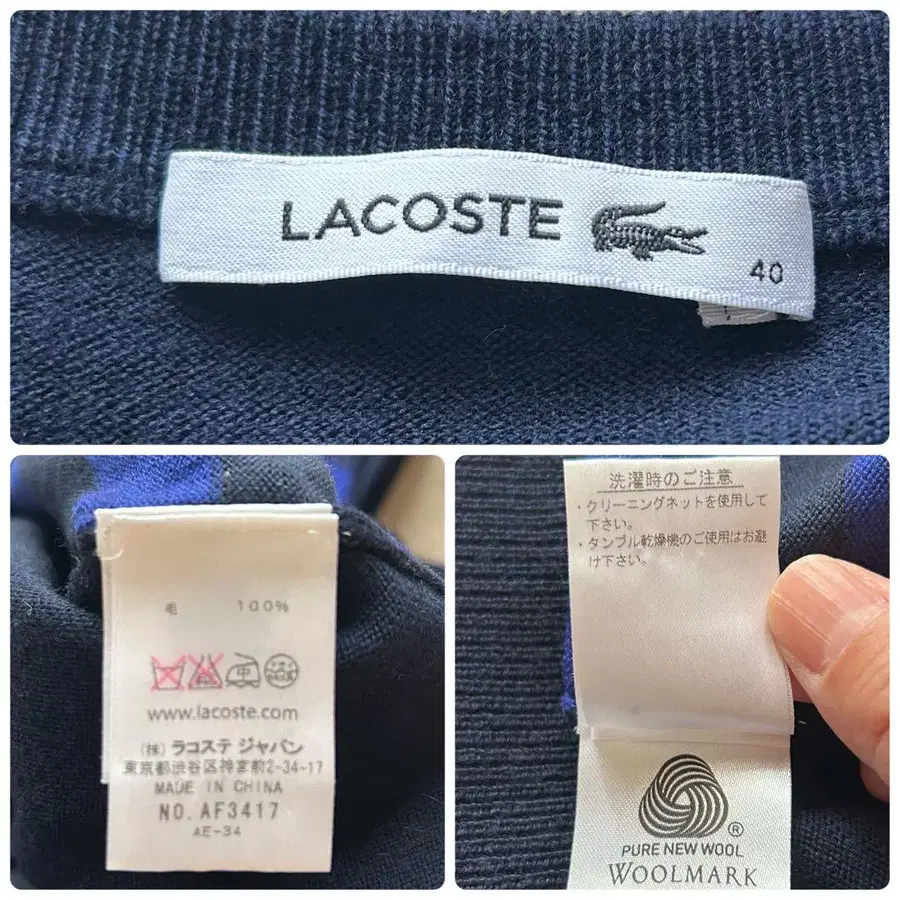 LACOSTE
40
毛 100%
中
www.lacoste.com
(株) ラコステ ジャパン
東京都渋谷区神宮前2-34-17
MADE IN CHINA
NO. AF3417
AE-34
洗濯時のご注意
・クリーニングネットを使用して
下さい。
・タンブル乾燥機のご使用はお避
け下さい。
®
PURE NEW WOOL
WOOLMARK